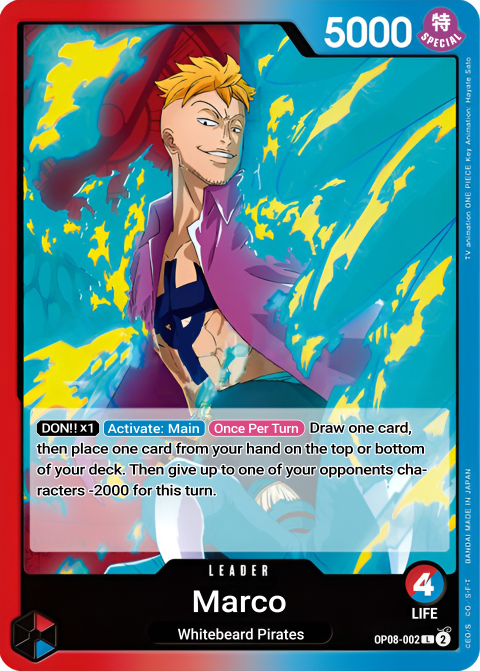 5000
特
SPECIAL
TV animation ONE PIECE Key Animation: Hayate Sato
DON!!×1 Activate: Main Once Per Turn Draw one card,
then place one card from your hand on the top or bottom
of your deck. Then give up to one of your opponents cha-
racters -2000 for this turn.
LEADER
4
Marco
LIFE
Whitebeard Pirates
OP08-002 L 2
©E.O/S. ©O. S-F-T BANDAI MADE IN JAPAN